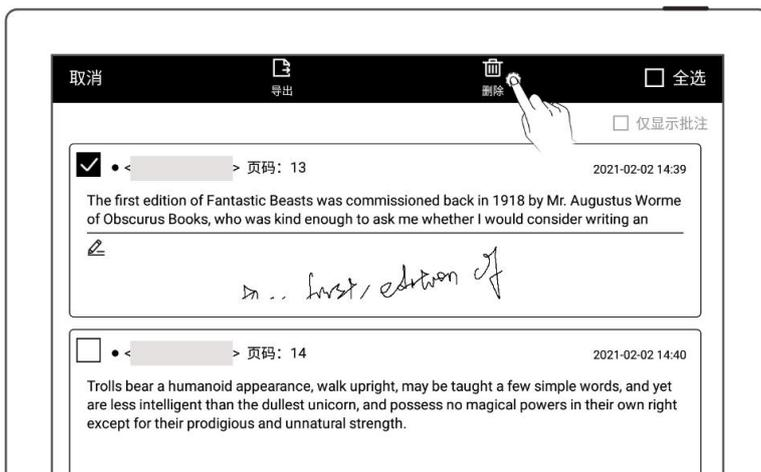 取消
导出
删除
全选
仅显示批注
● < > 页码：13
2021-02-02 14:39
The first edition of Fantastic Beasts was commissioned back in 1918 by Mr. Augustus Worme
of Obscurus Books, who was kind enough to ask me whether I would consider writing an
first, edition of
● < > 页码：14
2021-02-02 14:40
Trolls bear a humanoid appearance, walk upright, may be taught a few simple words, and yet
are less intelligent than the dullest unicorn, and possess no magical powers in their own right
except for their prodigious and unnatural strength.